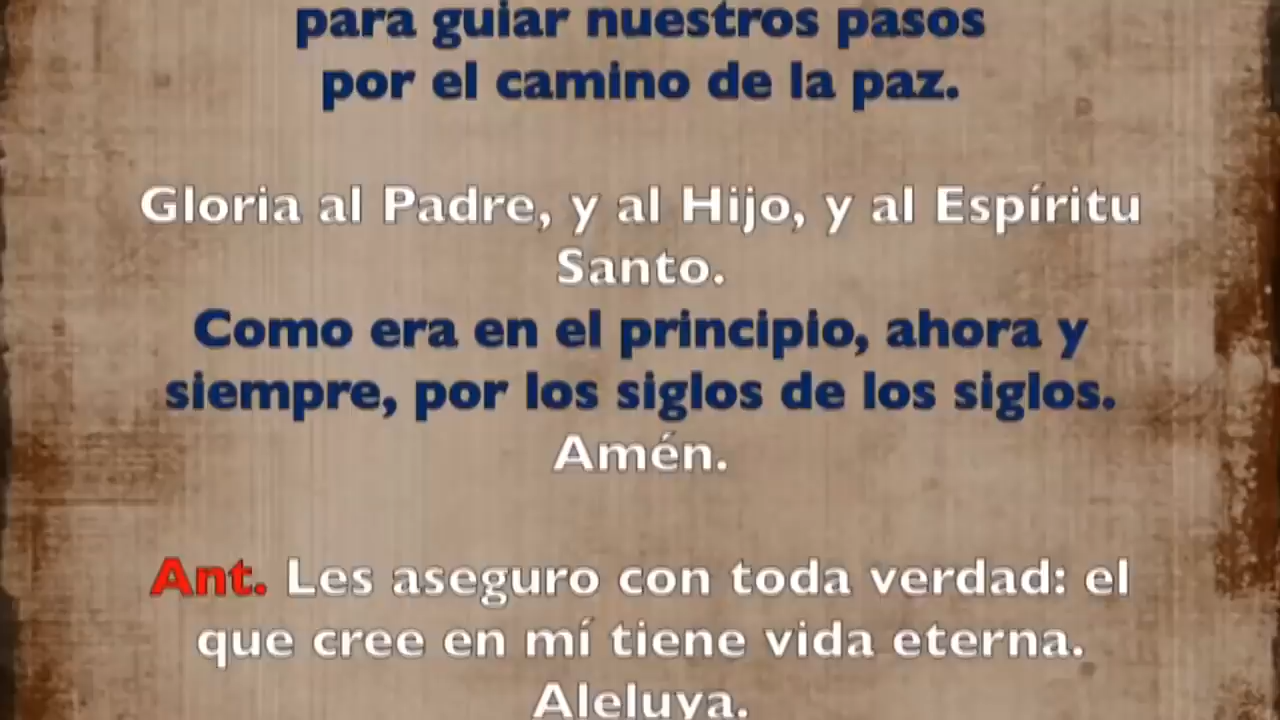 para guiar nuestros pasos
por el camino de la paz.
Gloria al Padre, y al Hijo, y al Espíritu
Santo.
Como era en el principio, ahora y
siempre, por los siglos de los siglos.
Amén.
Ant. Les aseguro con toda verdad: el
que cree en mí tiene vida eterna.
Aleluya.